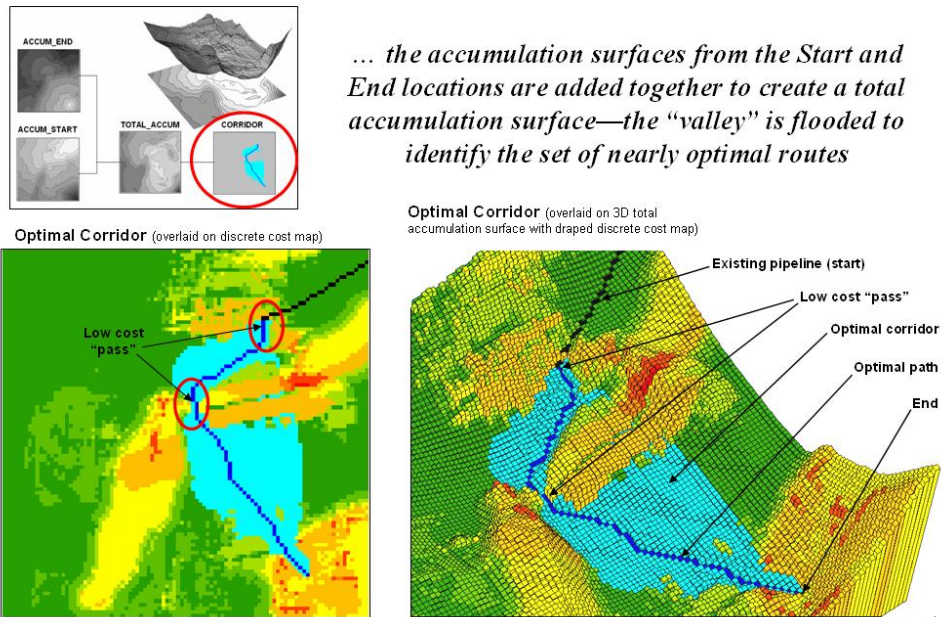 ACCUM_END
ACCUM_START
TOTAL_ACCUM
CORRIDOR
... the accumulation surfaces from the Start and
End locations are added together to create a total
accumulation surface—the “valley” is flooded to
identify the set of nearly optimal routes
Optimal Corridor (overlaid on discrete cost map)
Low cost
“pass”
Optimal Corridor (overlaid on 3D total
accumulation surface with draped discrete cost map)
Existing pipeline (start)
Low cost “pass”
Optimal corridor
Optimal path
End